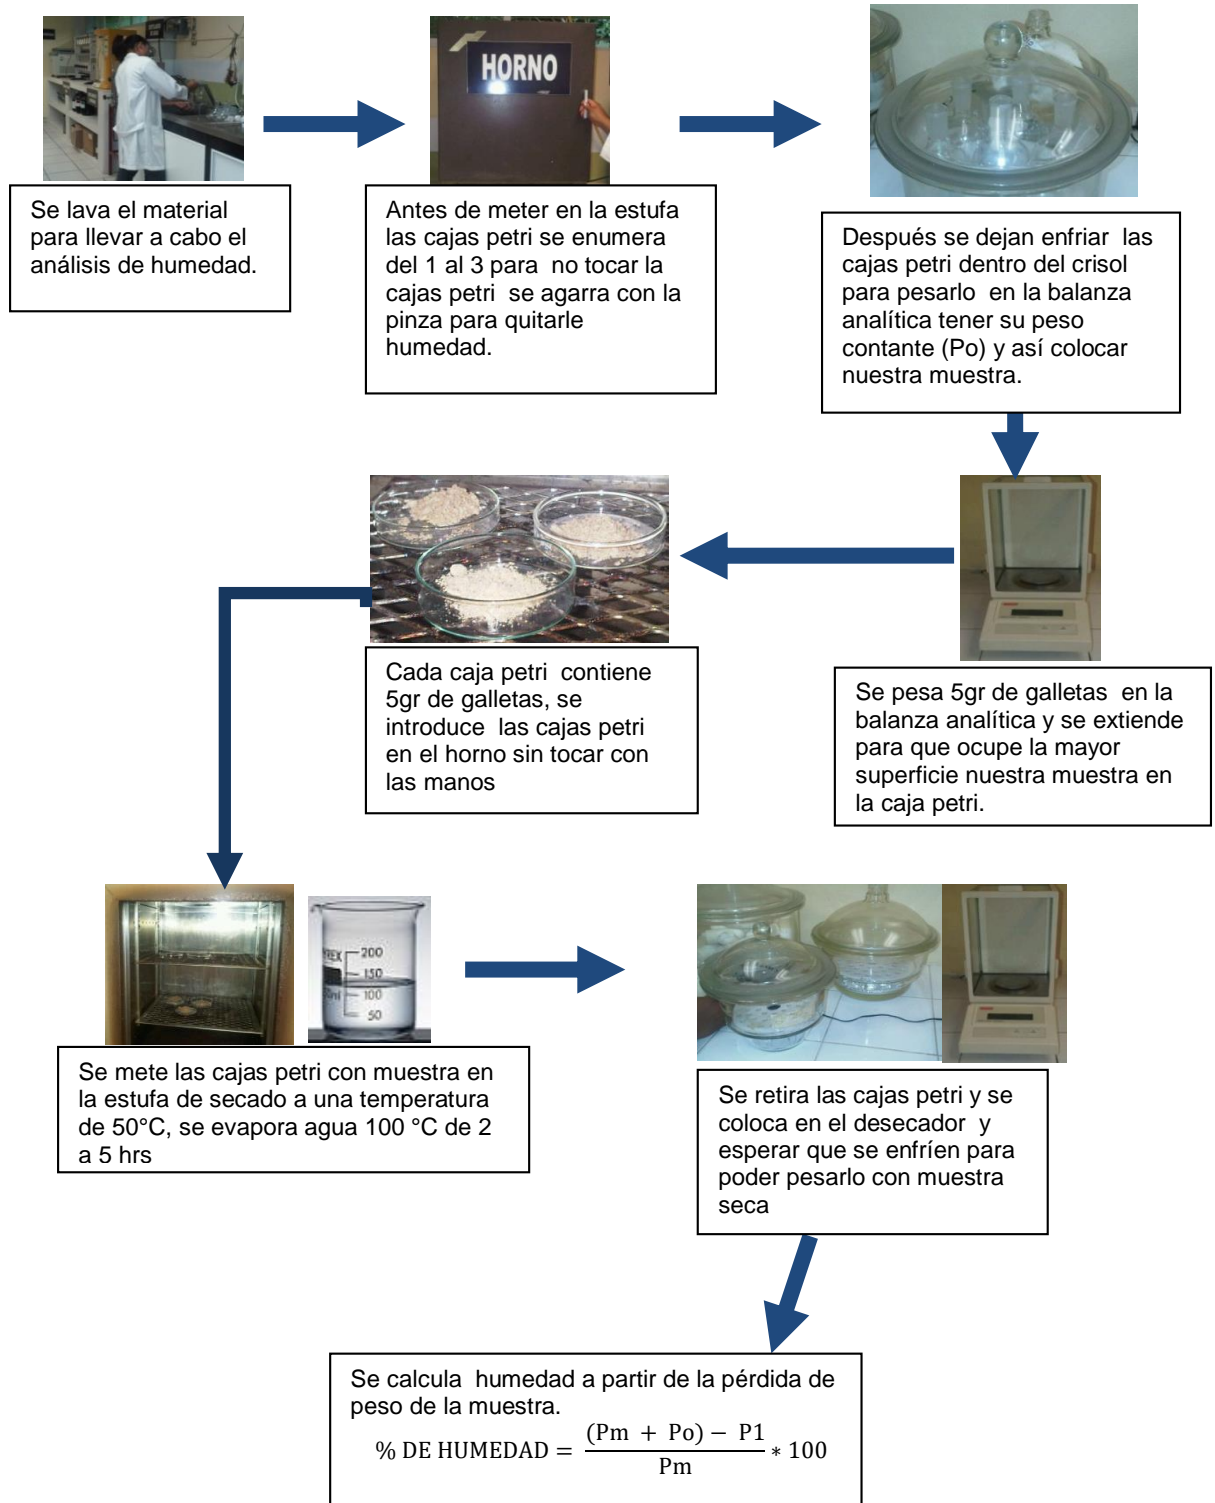 HORNO
Se lava el material
para llevar a cabo el
análisis de humedad.
Antes de meter en la estufa
las cajas petri se enumera
del 1 al 3 para no tocar la
cajas petri se agarra con la
pinza para quitarle
humedad.
Después se dejan enfriar las
cajas petri dentro del crisol
para pesarlo en la balanza
analítica tener su peso
contante (Po) y así colocar
nuestra muestra.
Se pesa 5gr de galletas en la
balanza analítica y se extiende
para que ocupe la mayor
superficie nuestra muestra en
la caja petri.
Cada caja petri contiene
5gr de galletas, se
introduce las cajas petri
en el horno sin tocar con
las manos
200
150
100
50
Se mete las cajas petri con muestra en
la estufa de secado a una temperatura
de 50°C, se evapora agua 100 °C de 2
a 5 hrs
Se retira las cajas petri y se
coloca en el desecador y
esperar que se enfríen para
poder pesarlo con muestra
seca
Se calcula humedad a partir de la pérdida de
peso de la muestra.
% DE HUMEDAD = (Pm + Po) − P1 / Pm * 100